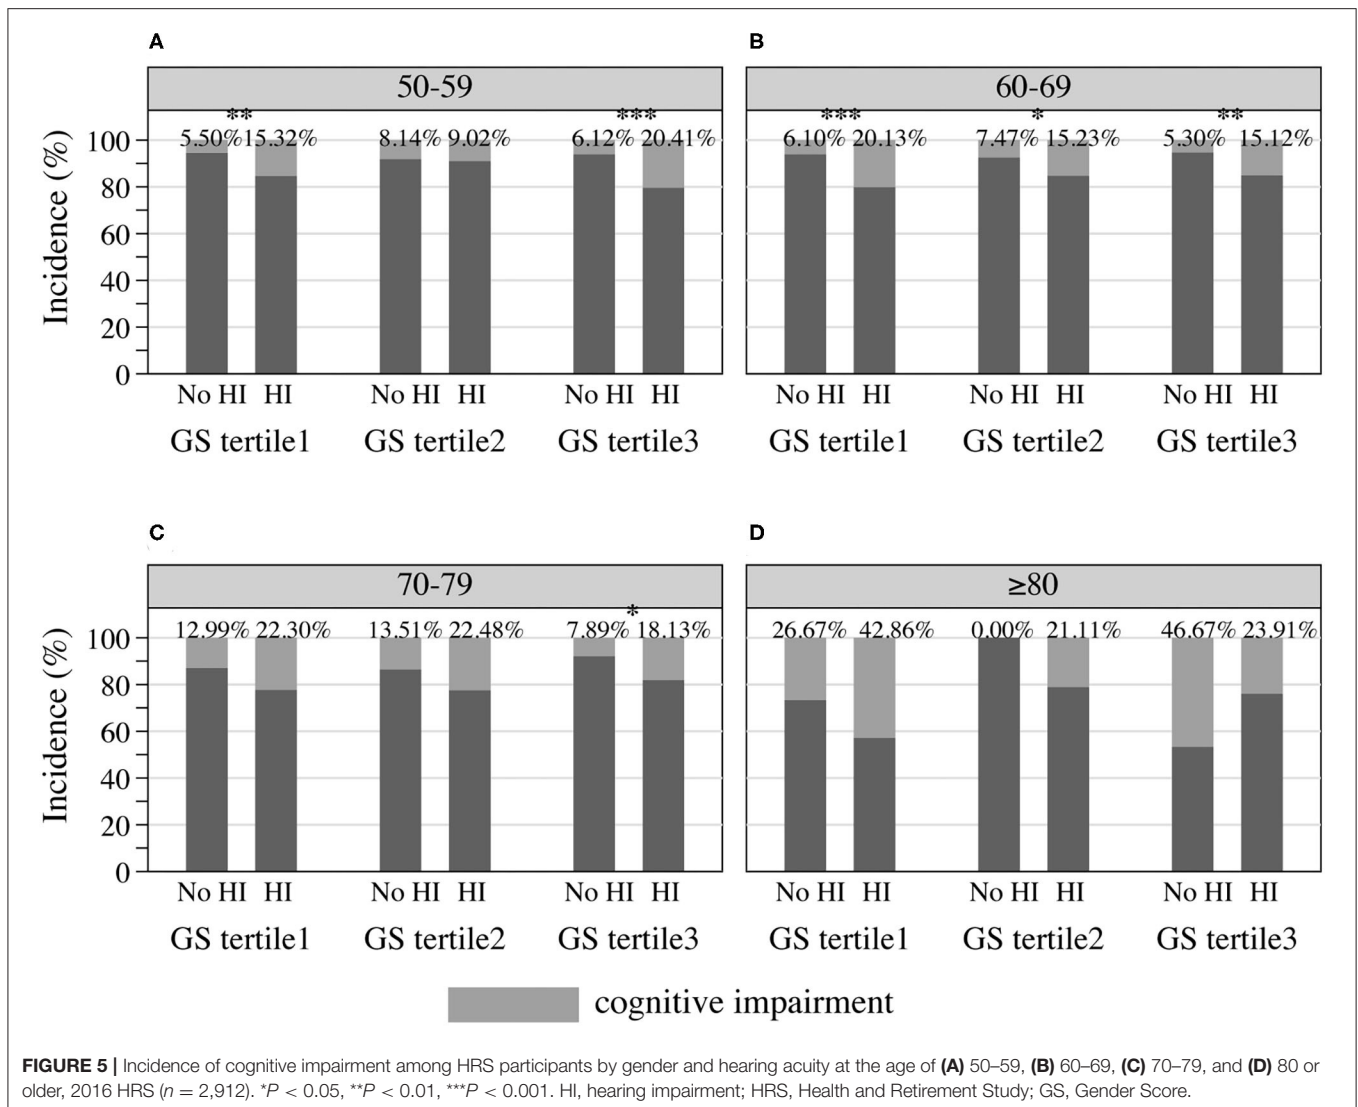 A
50-59
** ***
5.50% 15.32% 8.14% 9.02% 6.12% 20.41%
Incidence (%)
100
80
60
40
20
0
No HI HI No HI HI No HI HI
GS tertile1 GS tertile2 GS tertile3
B
60-69
*** * **
6.10% 20.13% 7.47% 15.23% 5.30% 15.12%
No HI HI No HI HI No HI HI
GS tertile1 GS tertile2 GS tertile3
C
70-79
*
12.99% 22.30% 13.51% 22.48% 7.89% 18.13%
Incidence (%)
100
80
60
40
20
0
No HI HI No HI HI No HI HI
GS tertile1 GS tertile2 GS tertile3
D
≥80
26.67% 42.86% 0.00% 21.11% 46.67% 23.91%
No HI HI No HI HI No HI HI
GS tertile1 GS tertile2 GS tertile3
cognitive impairment
FIGURE 5 | Incidence of cognitive impairment among HRS participants by gender and hearing acuity at the age of (A) 50–59, (B) 60–69, (C) 70–79, and (D) 80 or
older, 2016 HRS (n = 2,912). *P < 0.05, **P < 0.01, ***P < 0.001. HI, hearing impairment; HRS, Health and Retirement Study; GS, Gender Score.